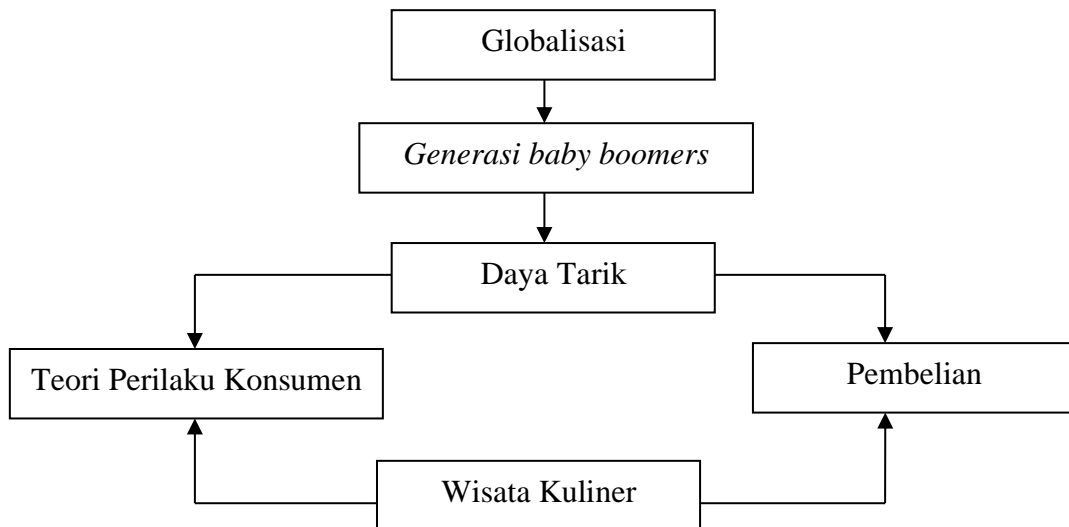 Globalisasi
Generasi baby boomers
Daya Tarik
Teori Perilaku Konsumen
Pembelian
Wisata Kuliner